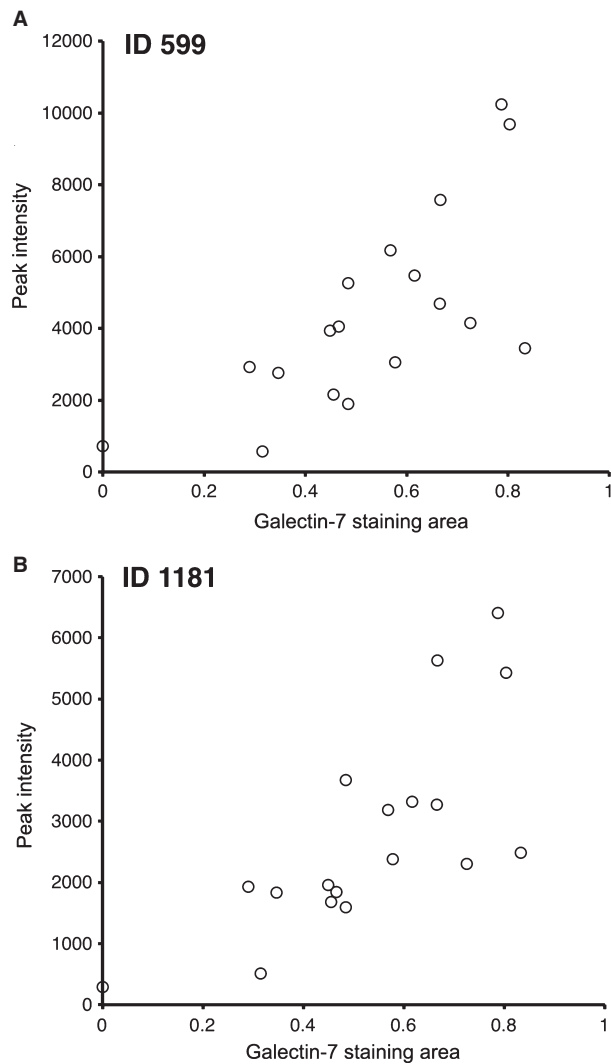 A
ID 599
12000
10000
8000
6000
4000
2000
0
Peak intensity
0 0.2 0.4 0.6 0.8 1
Galectin-7 staining area
B
ID 1181
7000
6000
5000
4000
3000
2000
1000
0
Peak intensity
0 0.2 0.4 0.6 0.8 1
Galectin-7 staining area